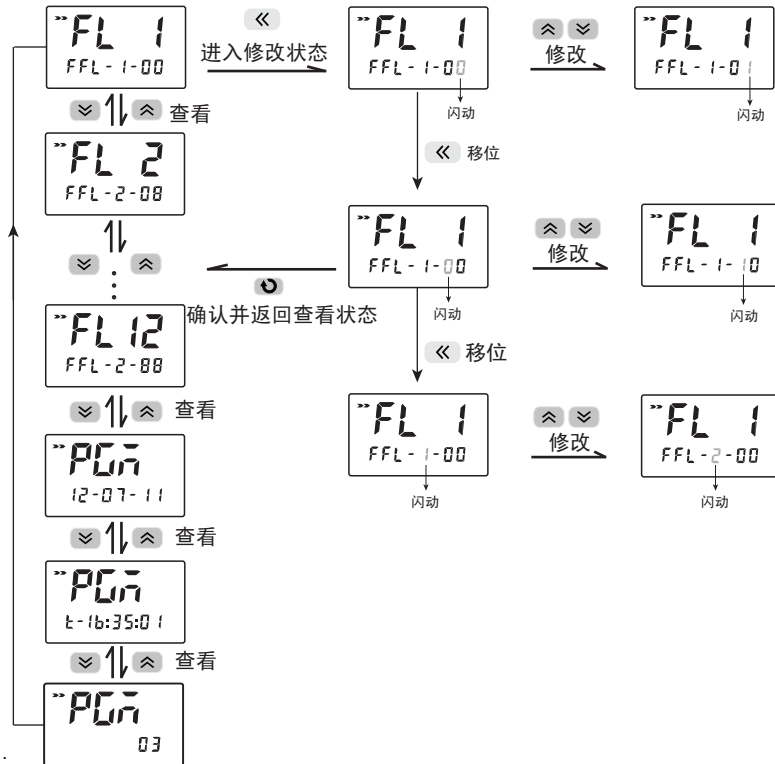 FL 1
FFL-1-00
进入修改状态
FL 1
FFL-1-00
闪动
修改
FL 1
FFL-1-01
闪动
查看
移位
FL 2
FFL-2-08
FL 1
FFL-1-00
闪动
修改
FL 1
FFL-1-10
闪动
确认并返回查看状态
FL12
FFL-2-88
移位
查看
FL 1
FFL-1-00
闪动
修改
FL 1
FFL-2-00
闪动
PGm
12-07-11
查看
PGm
t-16:35:01
查看
PGm
03